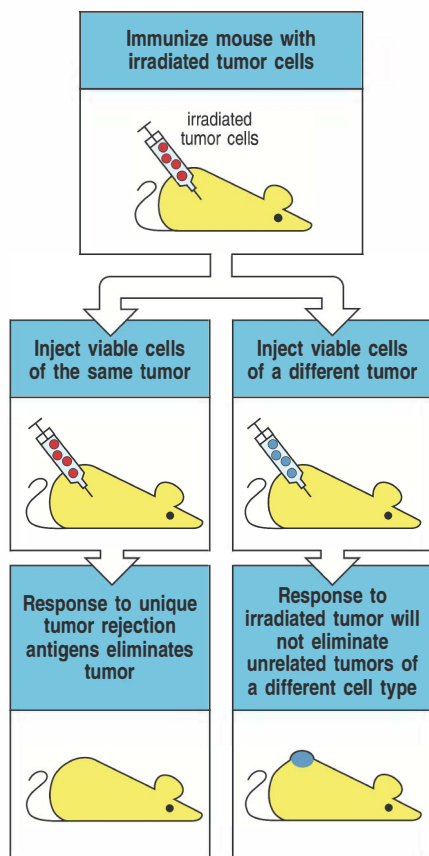 Immunize mouse with
irradiated tumor cells
irradiated
tumor cells
Inject viable cells
of the same tumor
Inject viable cells
of a different tumor
Response to unique
tumor rejection
antigens eliminates
tumor
Response to
irradiated tumor will
not eliminate
unrelated tumors of
a different cell type